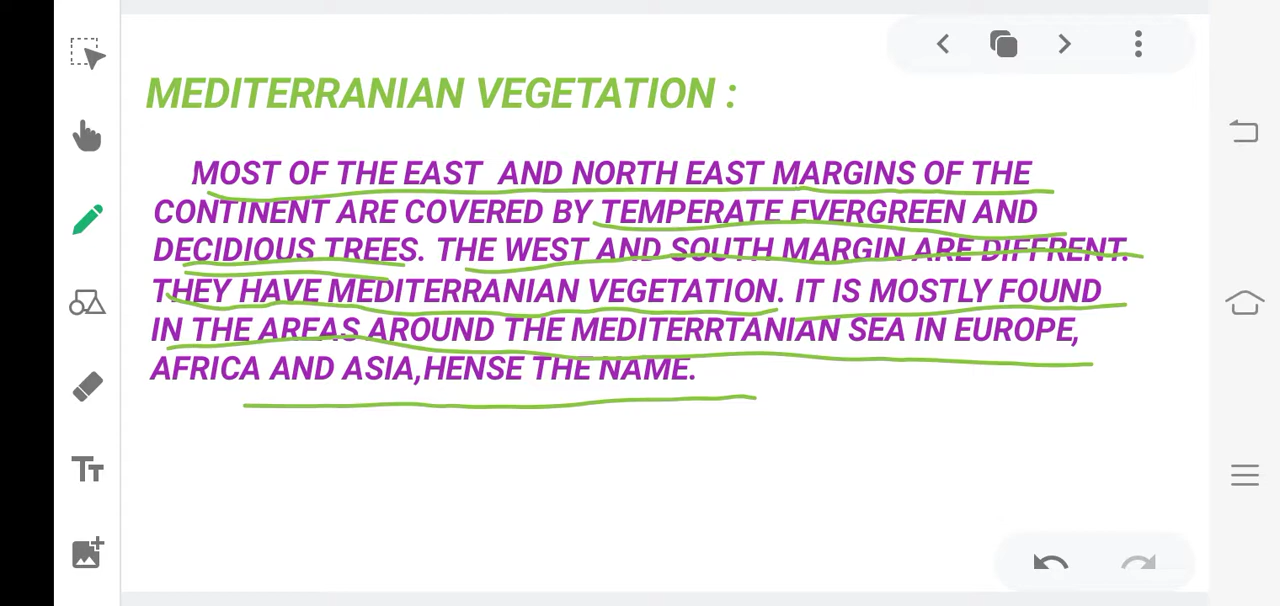 MEDITERRANIAN VEGETATION :
MOST OF THE EAST AND NORTH EAST MARGINS OF THE
CONTINENT ARE COVERED BY TEMPERATE EVERGREEN AND
DECIDIOUS TREES. THE WEST AND SOUTH MARGIN ARE DIFFRENT.
THEY HAVE MEDITERRANIAN VEGETATION. IT IS MOSTLY FOUND
IN THE AREAS AROUND THE MEDITERRTANIAN SEA IN EUROPE,
AFRICA AND ASIA,HENSE THE NAME.
TT